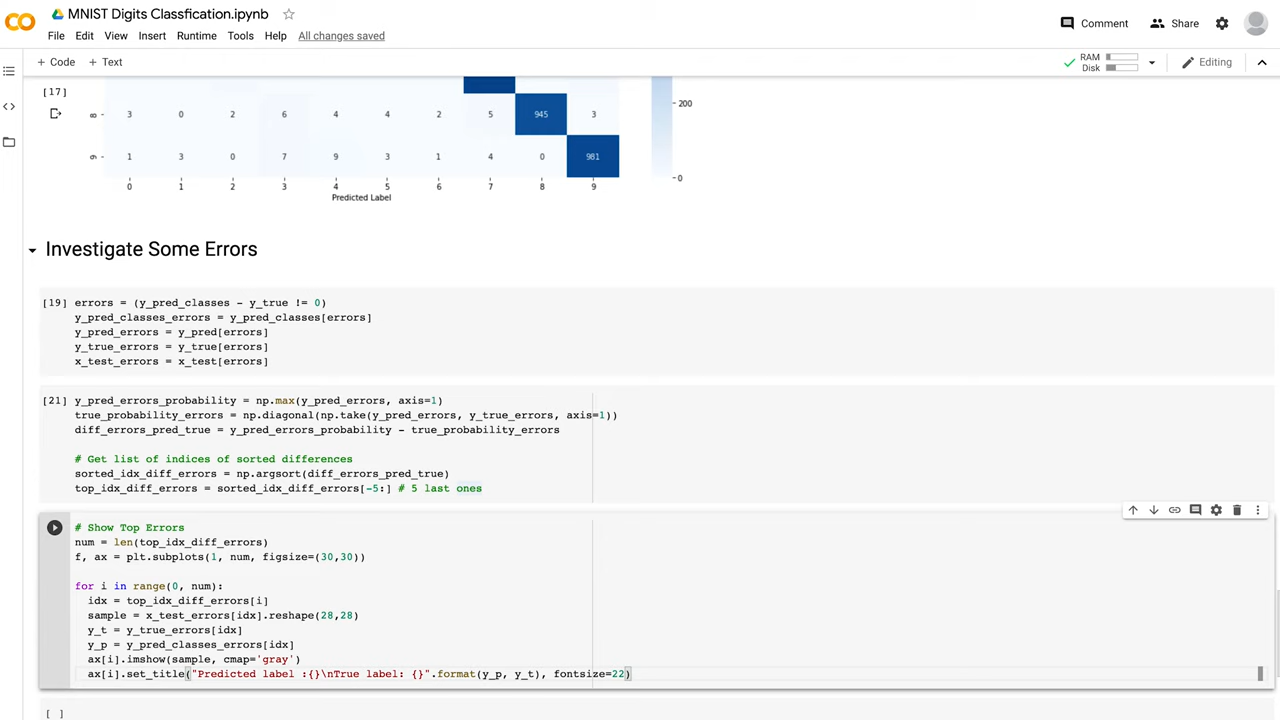 MNIST Digits Classfication.ipynb
Comment
Share
File Edit View Insert Runtime Tools Help All changes saved
+ Code + Text
RAM
Disk
Editing
[17]
200
8 3 0 2 6 4 4 2 5 945 3
9 1 3 0 7 9 3 1 4 0 981
0
0 1 2 3 4 5 6 7 8 9
Predicted Label
Investigate Some Errors
[19] errors = (y_pred_classes - y_true != 0)
y_pred_classes_errors = y_pred_classes[errors]
y_pred_errors = y_pred[errors]
y_true_errors = y_true[errors]
x_test_errors = x_test[errors]
[21] y_pred_errors_probability = np.max(y_pred_errors, axis=1)
true_probability_errors = np.diagonal(np.take(y_pred_errors, y_true_errors, axis=1))
diff_errors_pred_true = y_pred_errors_probability - true_probability_errors
# Get list of indices of sorted differences
sorted_idx_diff_errors = np.argsort(diff_errors_pred_true)
top_idx_diff_errors = sorted_idx_diff_errors[-5:] # 5 last ones
# Show Top Errors
num = len(top_idx_diff_errors)
f, ax = plt.subplots(1, num, figsize=(30,30))
for i in range(0, num):
idx = top_idx_diff_errors[i]
sample = x_test_errors[idx].reshape(28,28)
y_t = y_true_errors[idx]
y_p = y_pred_classes_errors[idx]
ax[i].imshow(sample, cmap='gray')
ax[i].set_title("Predicted label :{}\nTrue label: {}".format(y_p, y_t), fontsize=22)
[ ]